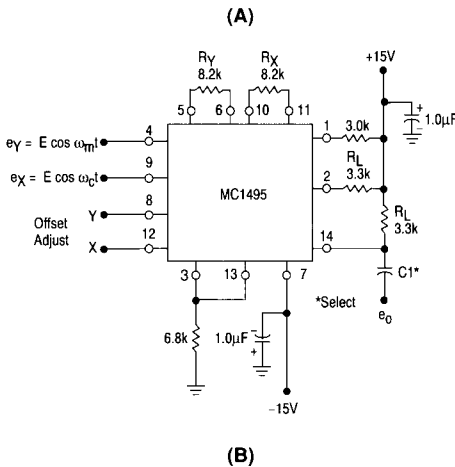 (A)
RY
8.2k
RX
8.2k
+15V
5
6
10
11
+
1.0µF
–
4
eY = E cos ωmt
1
3.0k
9
eX = E cos ωct
MC1495
2
RL
3.3k
8
Y
Offset
Adjust
RL
3.3k
12
X
14
3
13
7
*Select
C1*
eo
6.8k
1.0µF
–
+
–15V
(B)